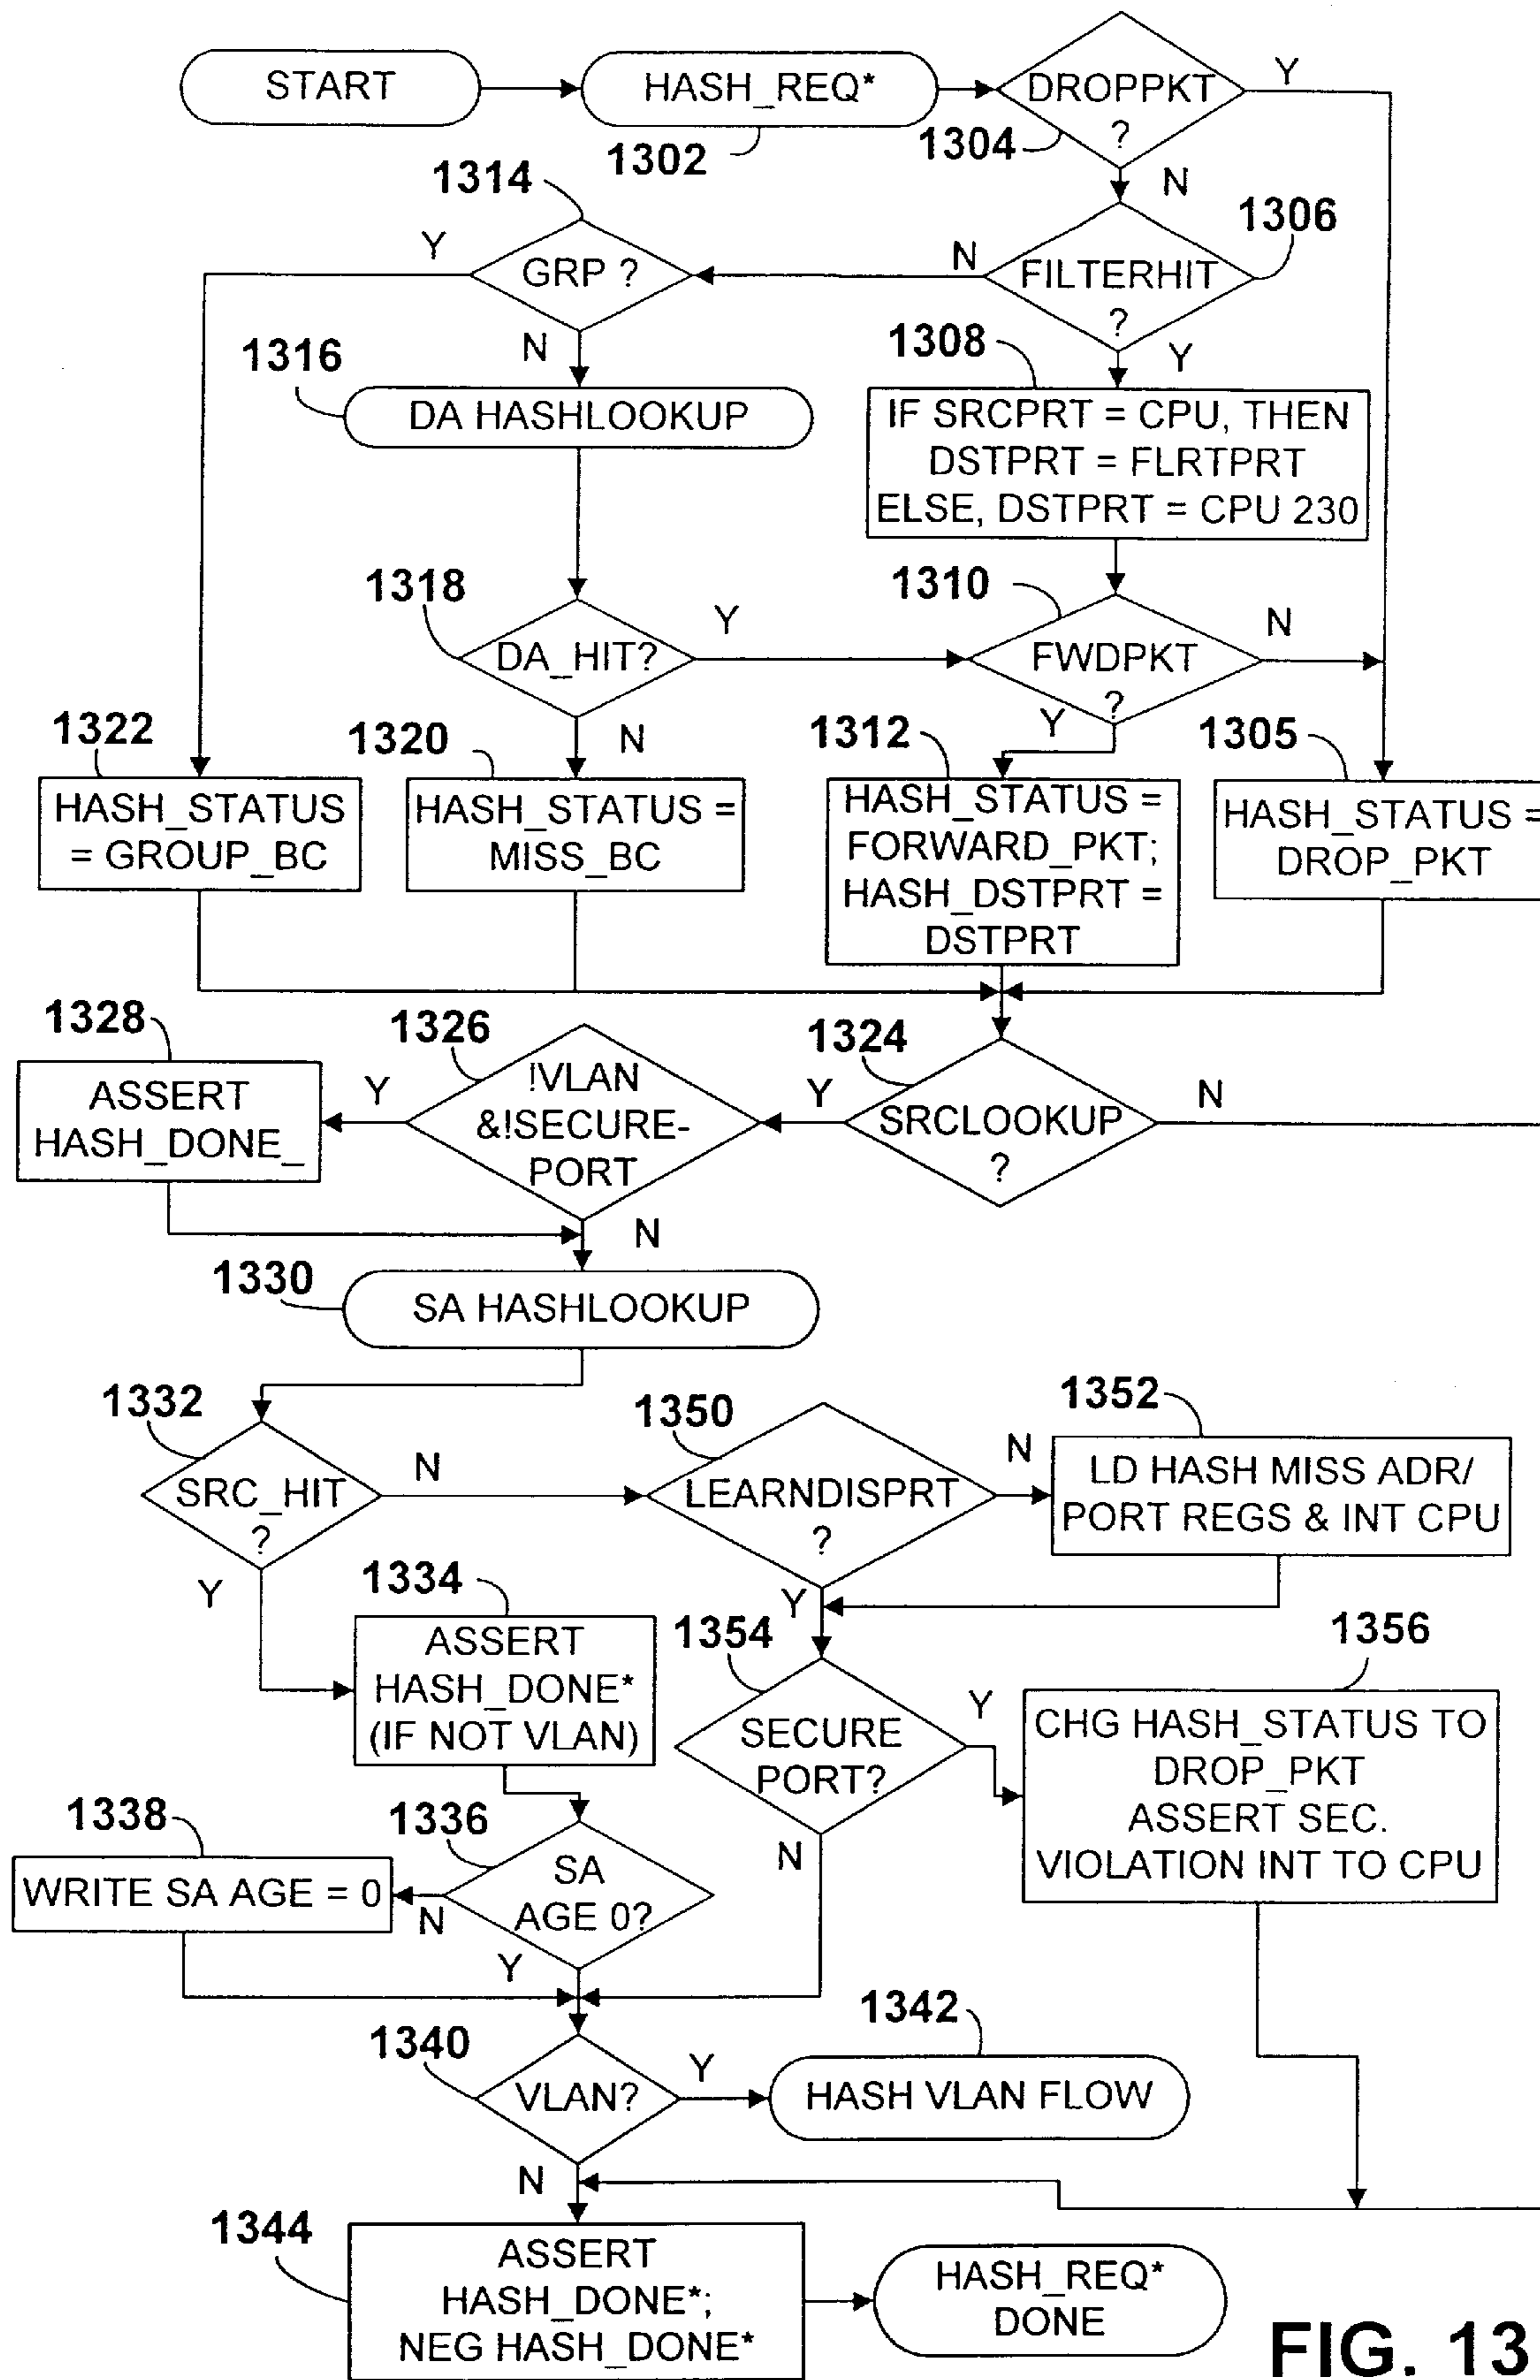 START
HASH_REQ*
1302
DROPPKT
?
1304
Y
N
1314
GRP ?
Y
N
FILTERHIT
?
1306
N
Y
1316
DA HASHLOOKUP
1308
IF SRCPRT = CPU, THEN
DSTPRT = FLRTPRT
ELSE, DSTPRT = CPU 230
1318
DA_HIT?
Y
N
1310
FWDPKT
?
N
Y
1322
HASH_STATUS
= GROUP_BC
1320
HASH_STATUS =
MISS_BC
1312
HASH_STATUS =
FORWARD_PKT;
HASH_DSTPRT =
DSTPRT
1305
HASH_STATUS =
DROP_PKT
1328
ASSERT
HASH_DONE_
1326
!VLAN
&!SECURE-
PORT
Y
N
1324
SRCLOOKUP
?
Y
N
1330
SA HASHLOOKUP
1332
SRC_HIT
?
N
Y
1350
LEARNDISPRT
?
N
Y
1352
LD HASH MISS ADR/
PORT REGS & INT CPU
1334
ASSERT
HASH_DONE*
(IF NOT VLAN)
1354
SECURE
PORT?
Y
N
1356
CHG HASH_STATUS TO
DROP_PKT
ASSERT SEC.
VIOLATION INT TO CPU
1338
WRITE SA AGE = 0
1336
SA
AGE 0?
N
Y
1340
VLAN?
Y
N
1342
HASH VLAN FLOW
1344
ASSERT
HASH_DONE*;
NEG HASH_DONE*
HASH_REQ*
DONE
FIG. 13